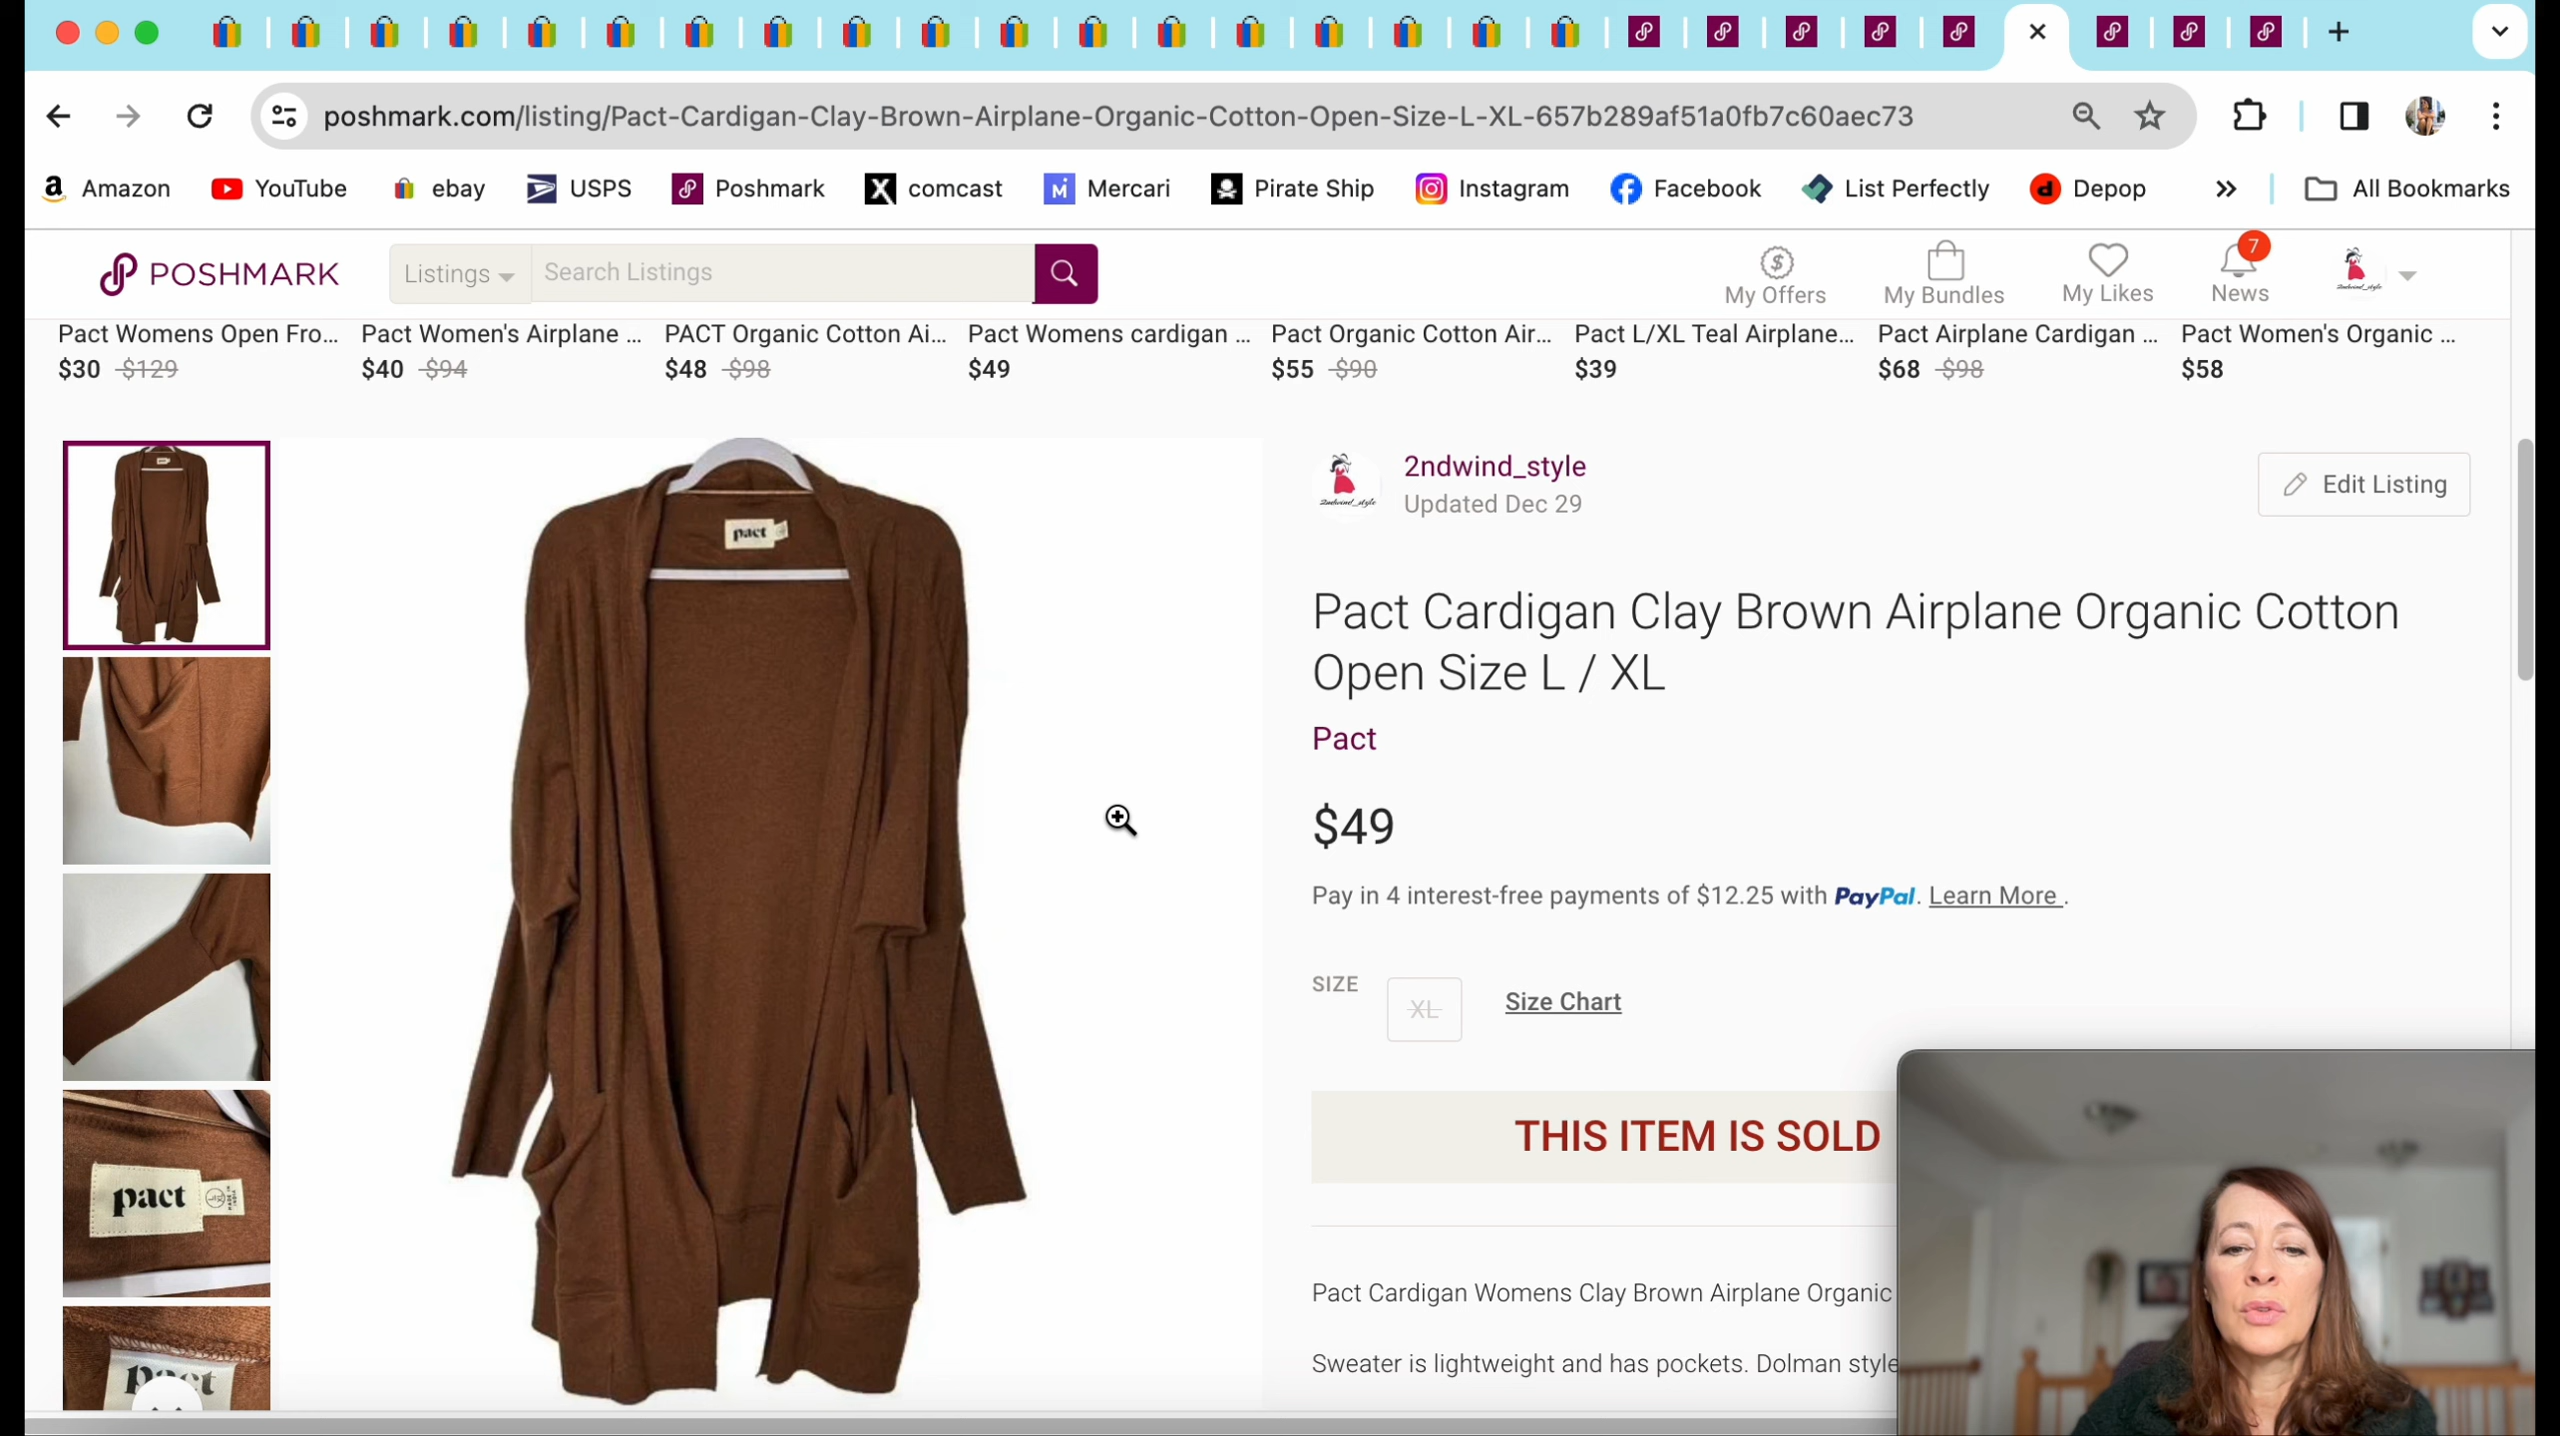 poshmark.com/listing/Pact-Cardigan-Clay-Brown-Airplane-Organic-Cotton-Open-Size-L-XL-657b289af51a0fb7c60aec73
Amazon YouTube ebay USPS Poshmark comcast Mercari Pirate Ship Instagram Facebook List Perfectly Depop » All Bookmarks
POSHMARK Listings Search Listings My Offers My Bundles My Likes 7 News
Pact Womens Open Fro... Pact Women's Airplane ... PACT Organic Cotton Ai... Pact Womens cardigan ... Pact Organic Cotton Air... Pact L/XL Teal Airplane... Pact Airplane Cardigan ... Pact Women's Organic ...
$30 $129 $40 $94 $48 $98 $49 $55 $90 $39 $68 $98 $58
2ndwind_style
Updated Dec 29
Edit Listing
Pact Cardigan Clay Brown Airplane Organic Cotton
Open Size L / XL
Pact
$49
Pay in 4 interest-free payments of $12.25 with PayPal. Learn More .
SIZE XL Size Chart
THIS ITEM IS SOLD
Pact Cardigan Womens Clay Brown Airplane Organic
Sweater is lightweight and has pockets. Dolman style
pact
pact
pact